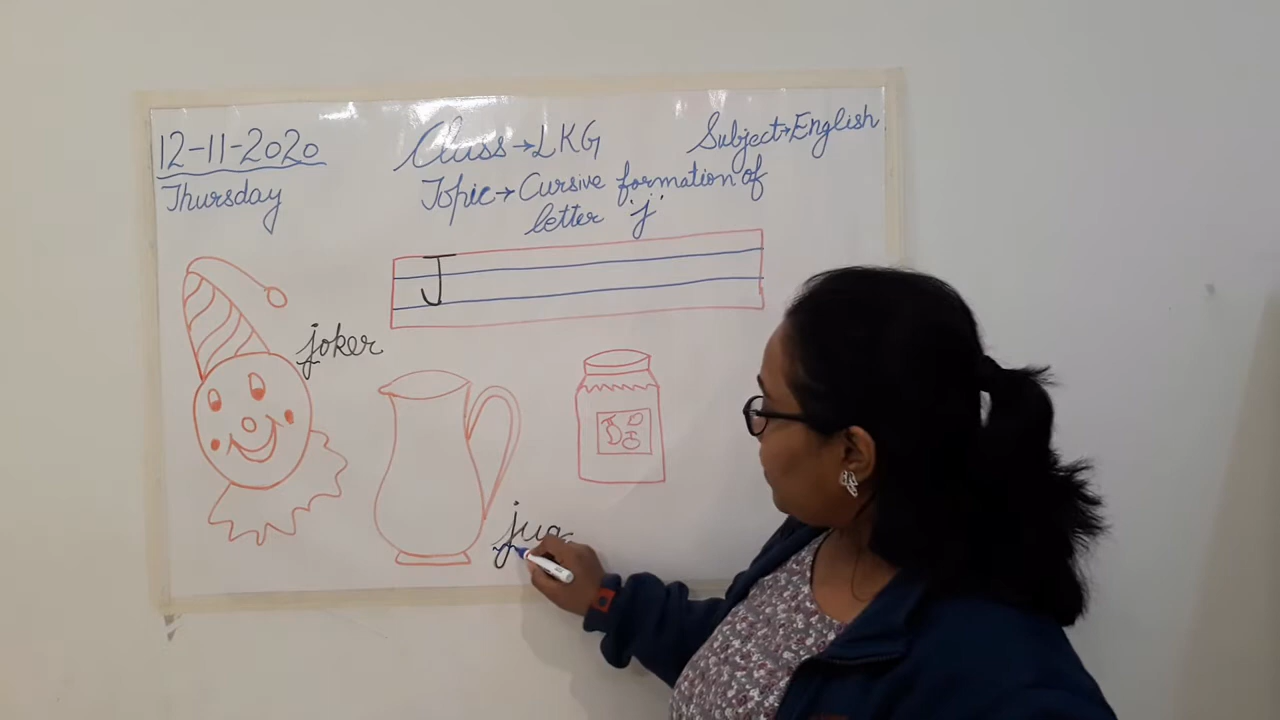 12-11-2020
Thursday
Class→LKG
Subject→English
Topic→Cursive formation of
letter 'j'
J
joker
jug